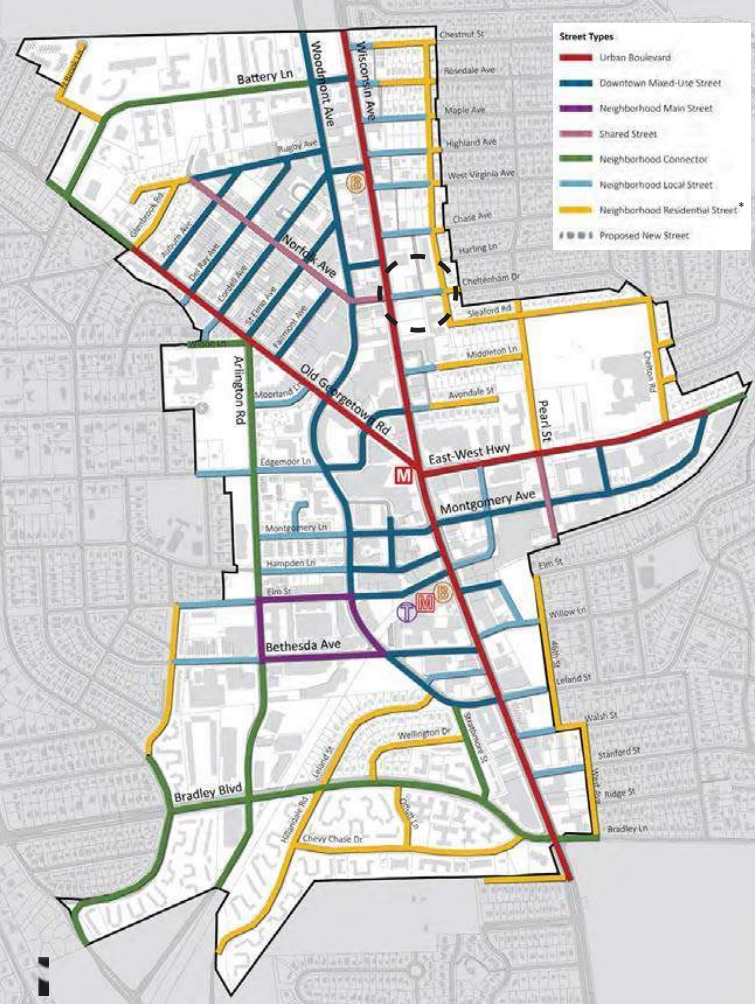 Street Types
Urban Boulevard
Downtown Mixed-Use Street
Neighborhood Main Street
Shared Street
Neighborhood Connector
Neighborhood Local Street
Neighborhood Residential Street*
Proposed New Street
Chestnut St
Woodmont Ave
Wisconsin Ave
Rosedale Ave
Battery Ln
Maple Ave
Rugby Ave
Highland Ave
West Virginia Ave
B
Glenbrook Rd
Chase Ave
Auburn Ave
Norfolk Ave
Harling Ln
Del Ray Ave
Cordell Ave
Cheltenham Dr
St Elmo Ave
Fairmont Ave
Sleaford Rd
Middleton Ln
Chelton Rd
Arlington Rd
Old Georgetown Rd
Moorland Ln
Avondale St
Pearl St
East-West Hwy
Edgemoor Ln
M
Montgomery Ave
Montgomery Ln
Hampden Ln
Elm St
Elm St
T
M
B
Willow Ln
Bethesda Ave
46th St
Leland St
Walsh St
Strathmore St
Wellington Dr
Stanford St
Leland St
West Ave
Ridge St
Bradley Blvd
Hillandale Rd
Offutt Ln
Bradley Ln
Chevy Chase Dr